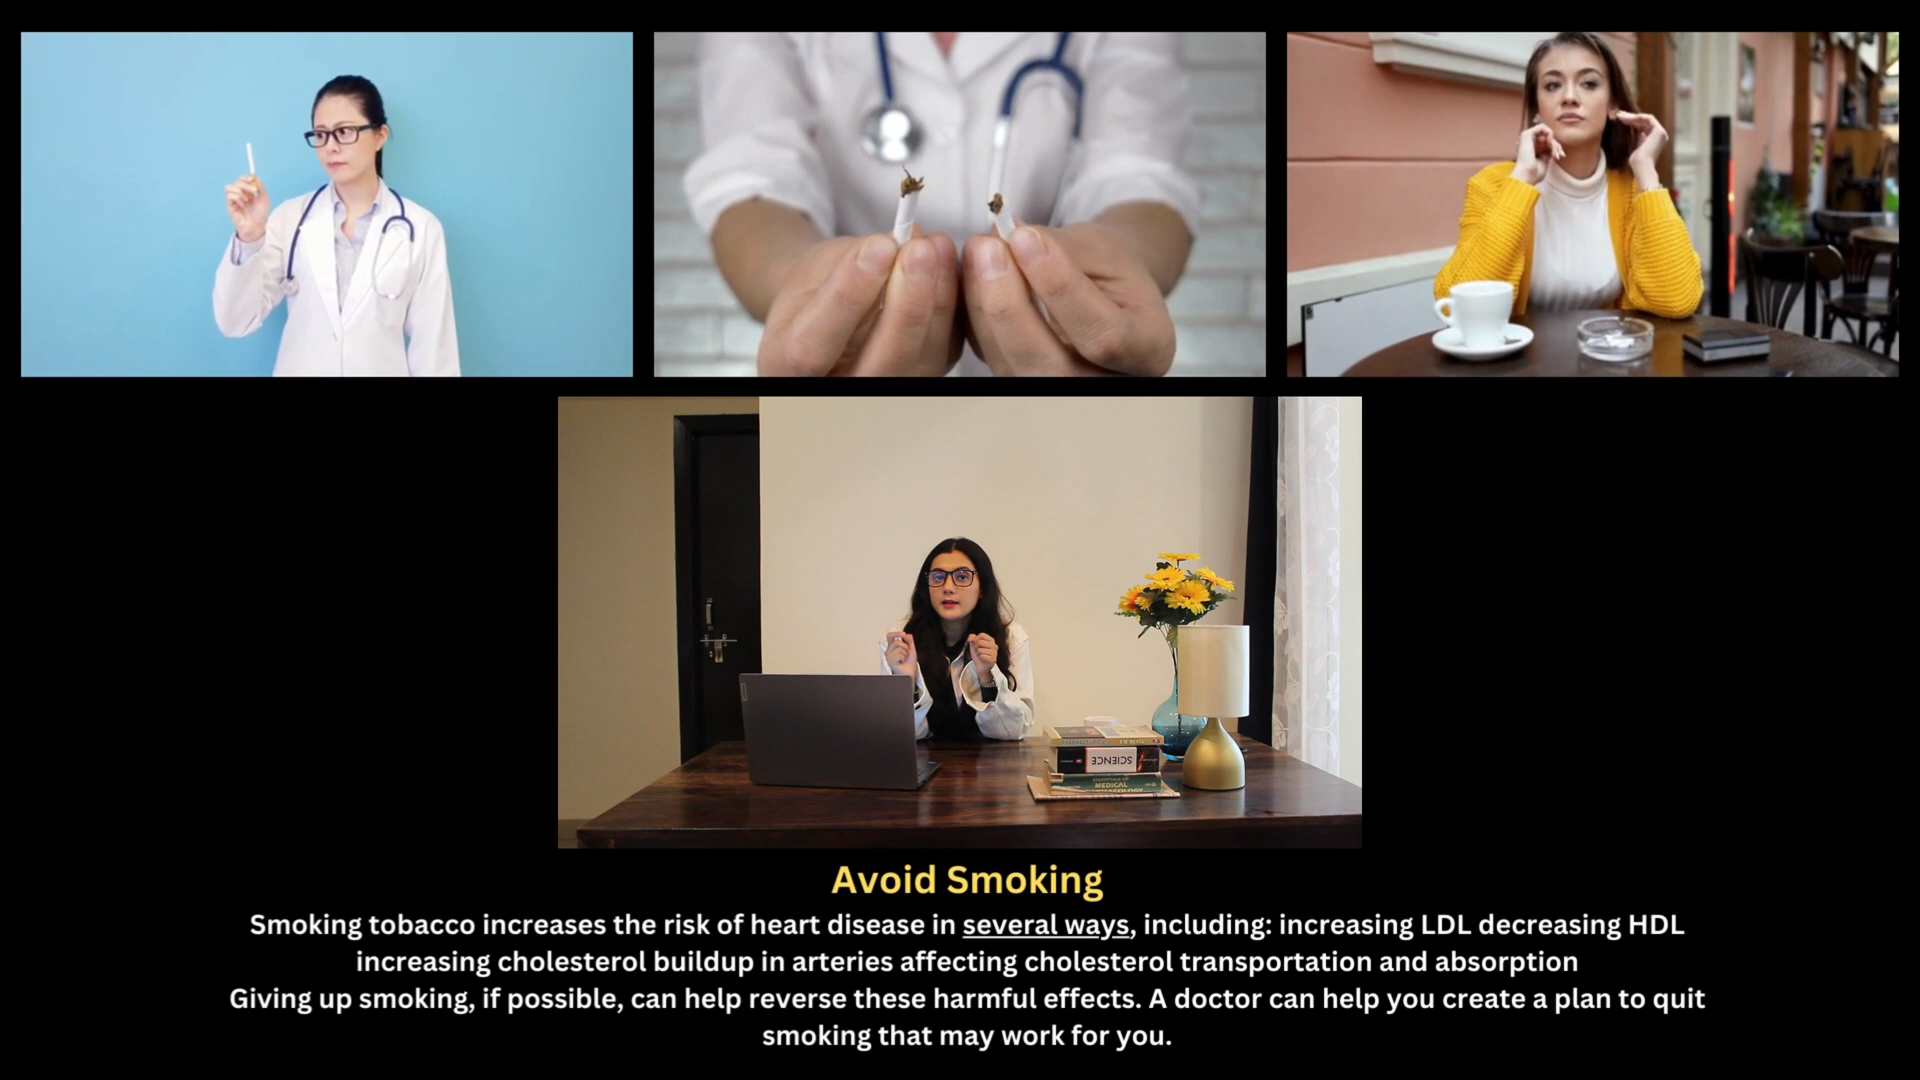 SCIENCE
MEDICAL
Avoid Smoking
Smoking tobacco increases the risk of heart disease in several ways, including: increasing LDL decreasing HDL
increasing cholesterol buildup in arteries affecting cholesterol transportation and absorption
Giving up smoking, if possible, can help reverse these harmful effects. A doctor can help you create a plan to quit
smoking that may work for you.